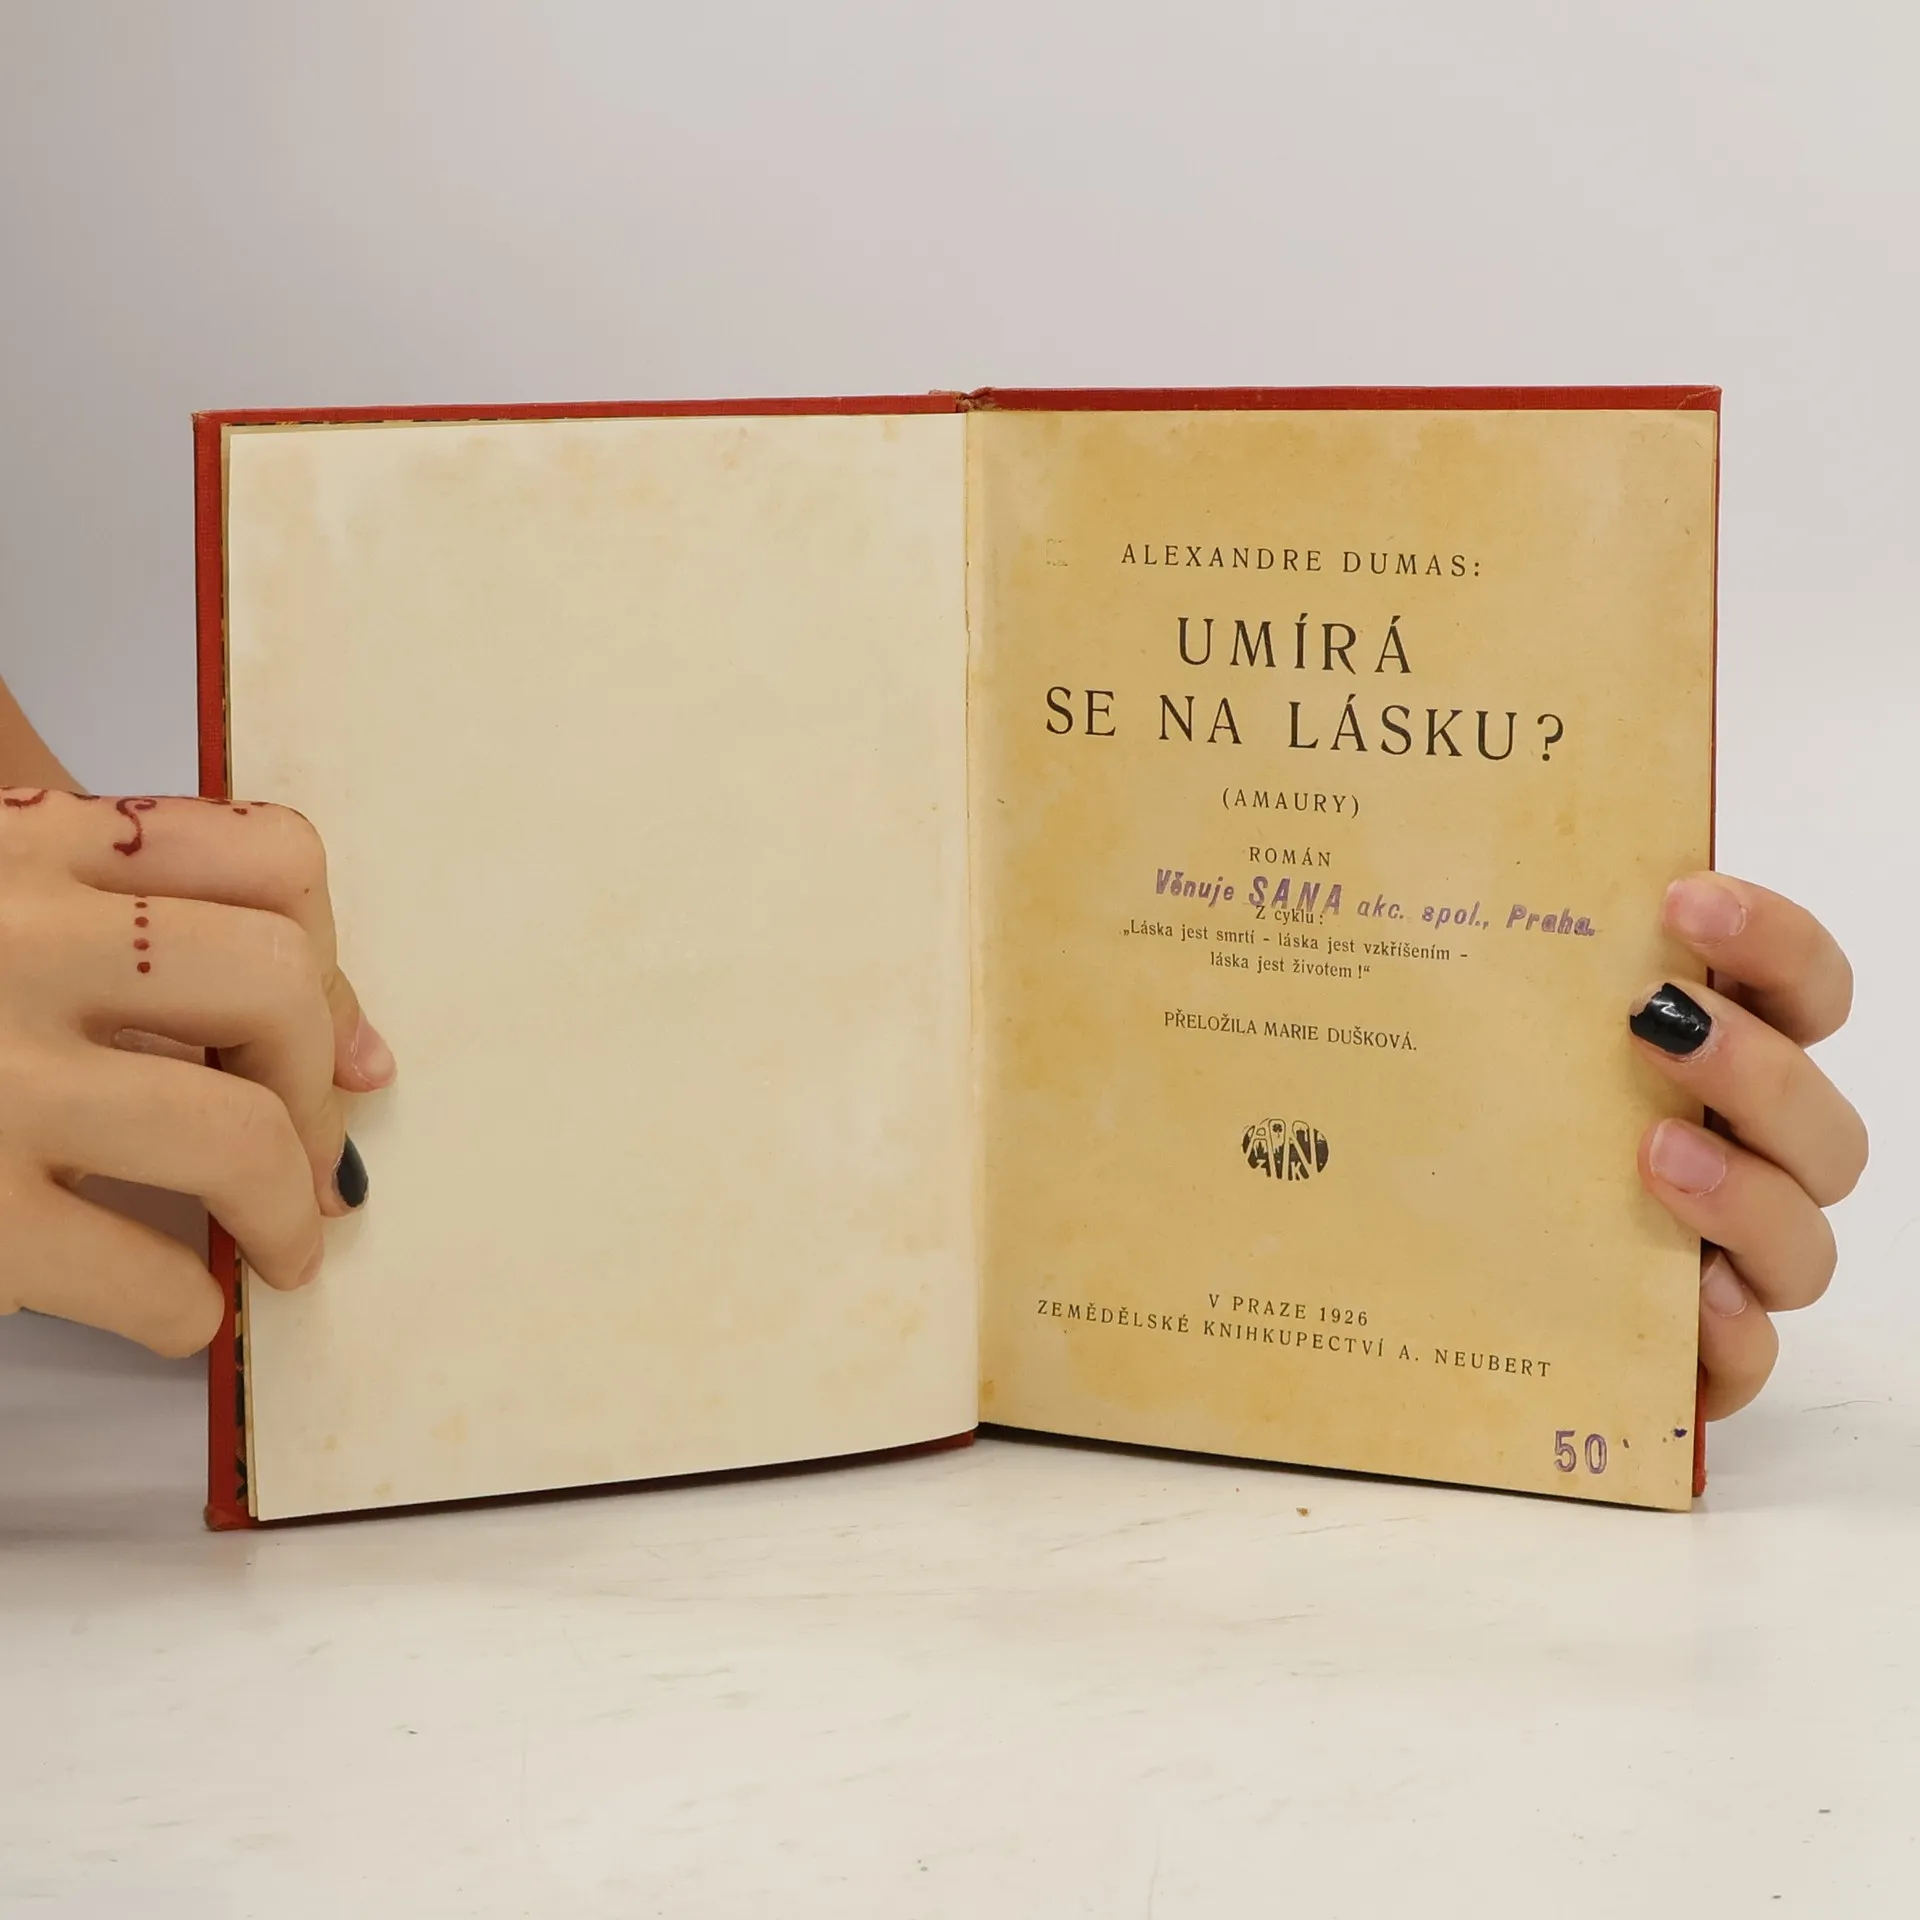 ALEXANDRE DUMAS:
UMÍRÁ
SE NA LÁSKU?
(AMAURY)
ROMÁN
Věnuje SANA akc. spol., Praha.
Z cyklu:
„Láska jest smrtí - láska jest vzkříšením -
láska jest životem!“
PŘELOŽILA MARIE DUŠKOVÁ.
V PRAZE 1926
ZEMĚDĚLSKÉ KNIHKUPECTVÍ A. NEUBERT
50